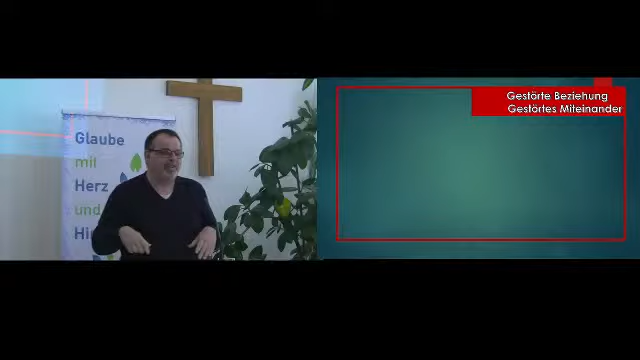 Glaube
mit
Herz
und
Gestörte Beziehung
Gestörtes Miteinander